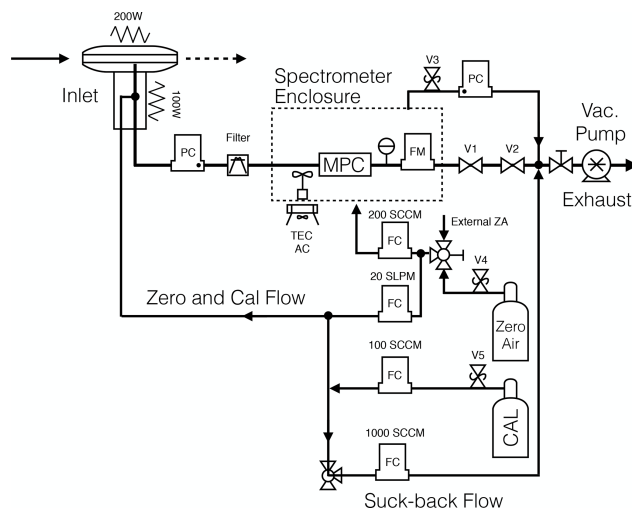 200W
V3
PC
Spectrometer
Enclosure
Inlet
100W
Vac.
Pump
Filter
PC
V1
V2
MPC
FM
Exhaust
TEC
AC
200 SCCM
External ZA
FC
V4
20 SLPM
Zero and Cal Flow
FC
Zero
Air
100 SCCM
V5
FC
CAL
1000 SCCM
FC
Suck-back Flow